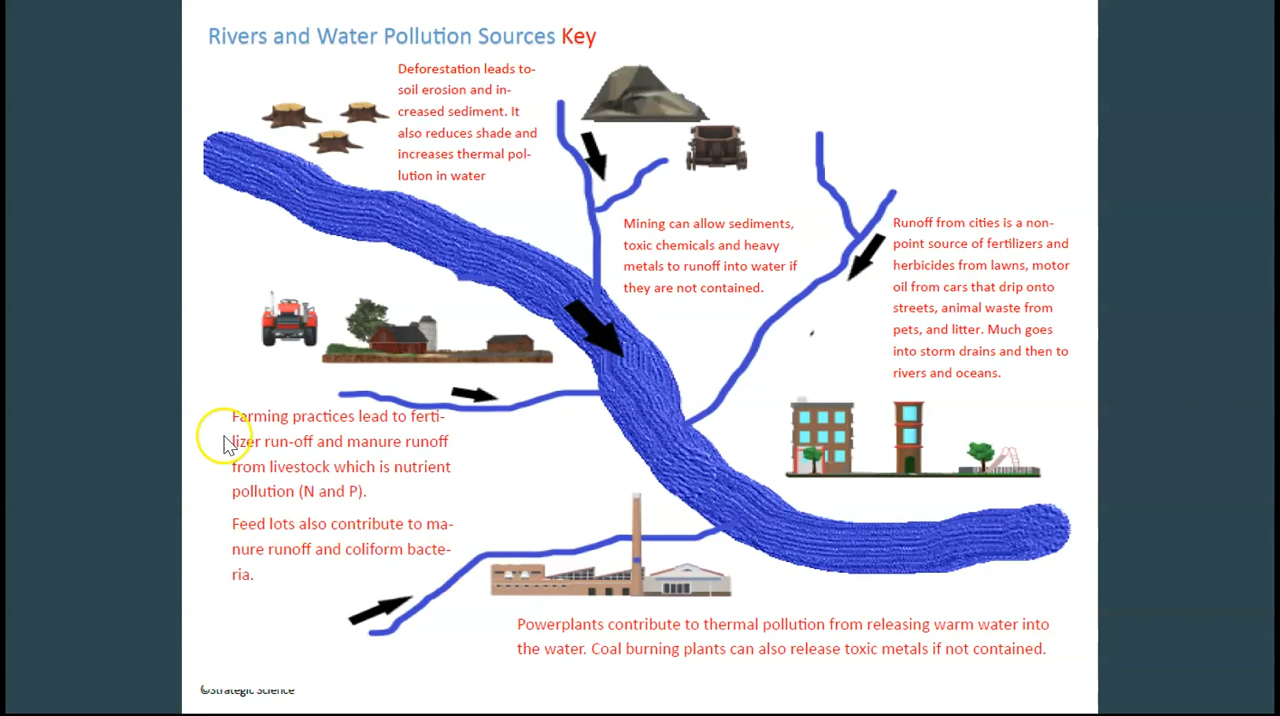 Rivers and Water Pollution Sources Key
Deforestation leads to-
soil erosion and in-
creased sediment. It
also reduces shade and
increases thermal pol-
lution in water
Mining can allow sediments,
toxic chemicals and heavy
metals to runoff into water if
they are not contained.
Runoff from cities is a non-
point source of fertilizers and
herbicides from lawns, motor
oil from cars that drip onto
streets, animal waste from
pets, and litter. Much goes
into storm drains and then to
rivers and oceans.
Farming practices lead to ferti-
lizer run-off and manure runoff
from livestock which is nutrient
pollution (N and P).
Feed lots also contribute to ma-
nure runoff and coliform bacte-
ria.
Powerplants contribute to thermal pollution from releasing warm water into
the water. Coal burning plants can also release toxic metals if not contained.
©Strategic Science